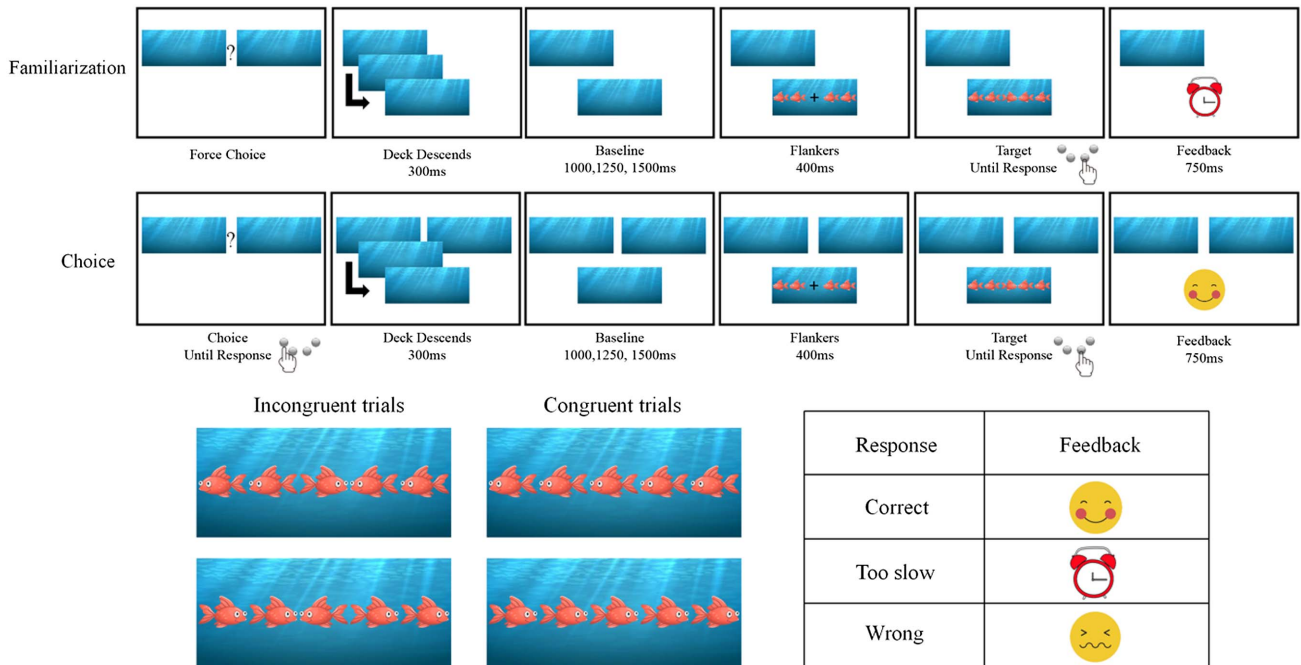 Familiarization
?
+
Force Choice
Deck Descends
300ms
Baseline
1000,1250, 1500ms
Flankers
400ms
Target
Until Response
Feedback
750ms
Choice
?
+
Choice
Until Response
Deck Descends
300ms
Baseline
1000,1250, 1500ms
Flankers
400ms
Target
Until Response
Feedback
750ms
Incongruent trials
Congruent trials
Response
Feedback
Correct
Too slow
Wrong